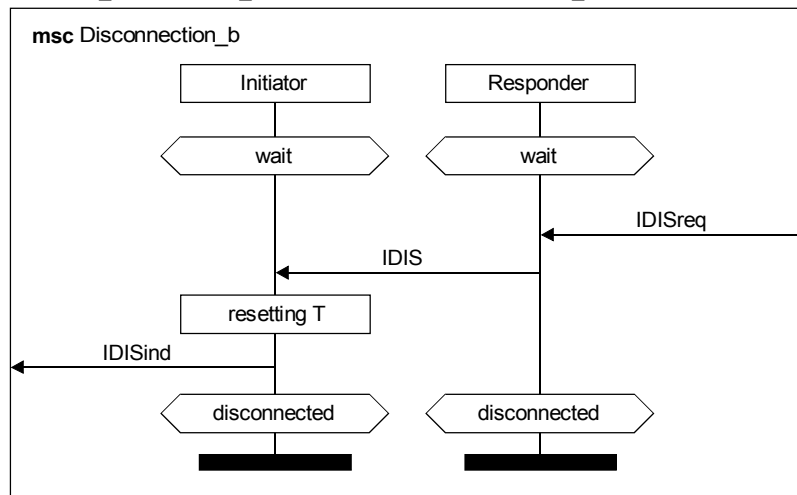 msc Disconnection_b
Initiator
Responder
wait
wait
IDISreq
IDIS
resetting T
IDISind
disconnected
disconnected